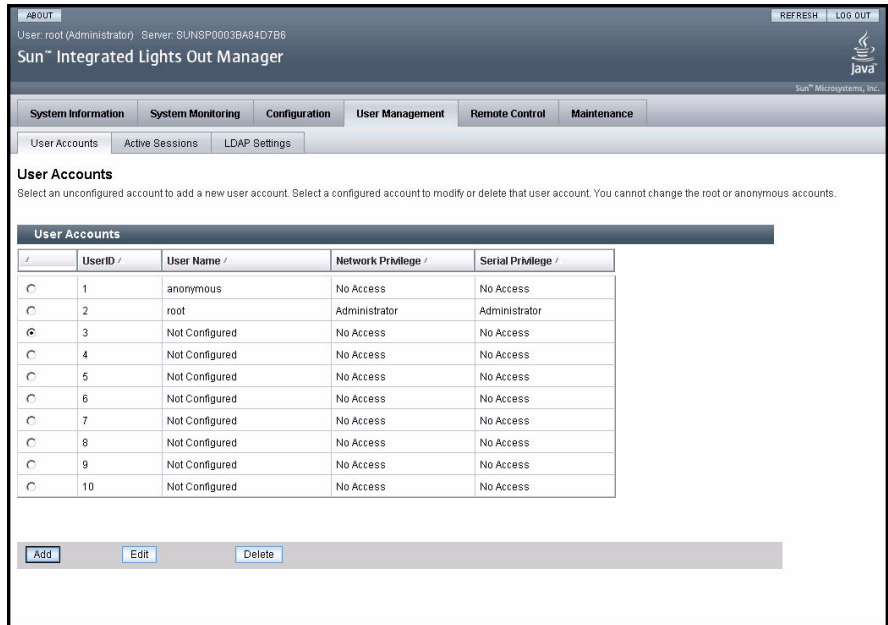 ABOUT
REFRESH LOG OUT
User: root (Administrator) Server: SUNSP0003BA84D7B6
Sun™ Integrated Lights Out Manager
Java™
Sun™ Microsystems, Inc.
System Information System Monitoring Configuration User Management Remote Control Maintenance
User Accounts Active Sessions LDAP Settings
User Accounts
Select an unconfigured account to add a new user account. Select a configured account to modify or delete that user account. You cannot change the root or anonymous accounts.
User Accounts
UserID User Name Network Privilege Serial Privilege
1 anonymous No Access No Access
2 root Administrator Administrator
3 Not Configured No Access No Access
4 Not Configured No Access No Access
5 Not Configured No Access No Access
6 Not Configured No Access No Access
7 Not Configured No Access No Access
8 Not Configured No Access No Access
9 Not Configured No Access No Access
10 Not Configured No Access No Access
Add Edit Delete